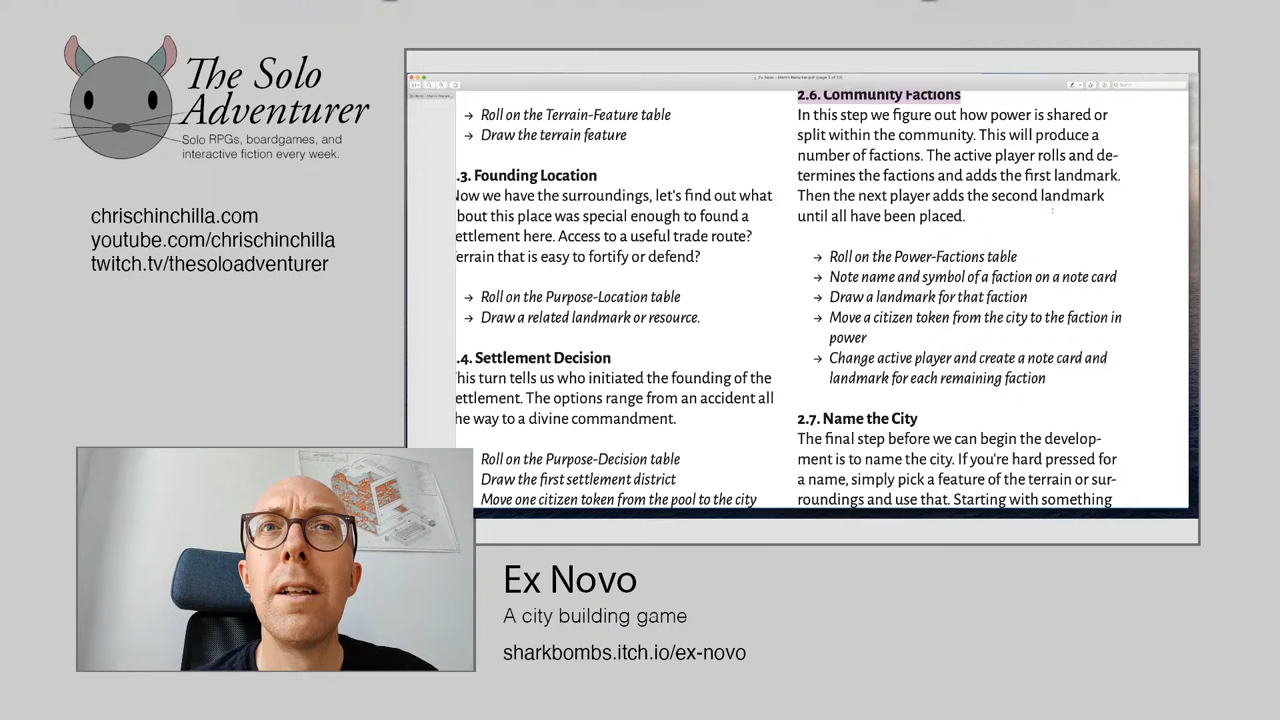 The Solo
Adventurer
Solo RPGs, boardgames, and
interactive fiction every week.
chrischinchilla.com
youtube.com/chrischinchilla
twitch.tv/thesoloadventurer
→ Roll on the Terrain-Feature table
→ Draw the terrain feature
.3. Founding Location
Now we have the surroundings, let's find out what
bout this place was special enough to found a
ettlement here. Access to a useful trade route?
errain that is easy to fortify or defend?
→ Roll on the Purpose-Location table
→ Draw a related landmark or resource.
.4. Settlement Decision
his turn tells us who initiated the founding of the
ettlement. The options range from an accident all
he way to a divine commandment.
Roll on the Purpose-Decision table
Draw the first settlement district
Move one citizen token from the pool to the city
2.6. Community Factions
In this step we figure out how power is shared or
split within the community. This will produce a
number of factions. The active player rolls and de-
termines the factions and adds the first landmark.
Then the next player adds the second landmark
until all have been placed.
→ Roll on the Power-Factions table
→ Note name and symbol of a faction on a note card
→ Draw a landmark for that faction
→ Move a citizen token from the city to the faction in
power
→ Change active player and create a note card and
landmark for each remaining faction
2.7. Name the City
The final step before we can begin the develop-
ment is to name the city. If you're hard pressed for
a name, simply pick a feature of the terrain or sur-
roundings and use that. Starting with something
Ex Novo
A city building game
sharkbombs.itch.io/ex-novo